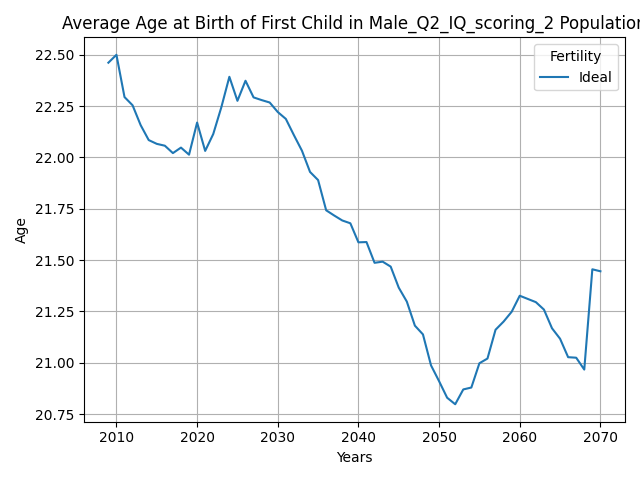 Average Age at Birth of First Child in Male_Q2_IQ_scoring_2 Population
22.50
22.25
22.00
21.75
21.50
21.25
21.00
20.75
Age
Fertility
Ideal
2010 2020 2030 2040 2050 2060 2070
Years